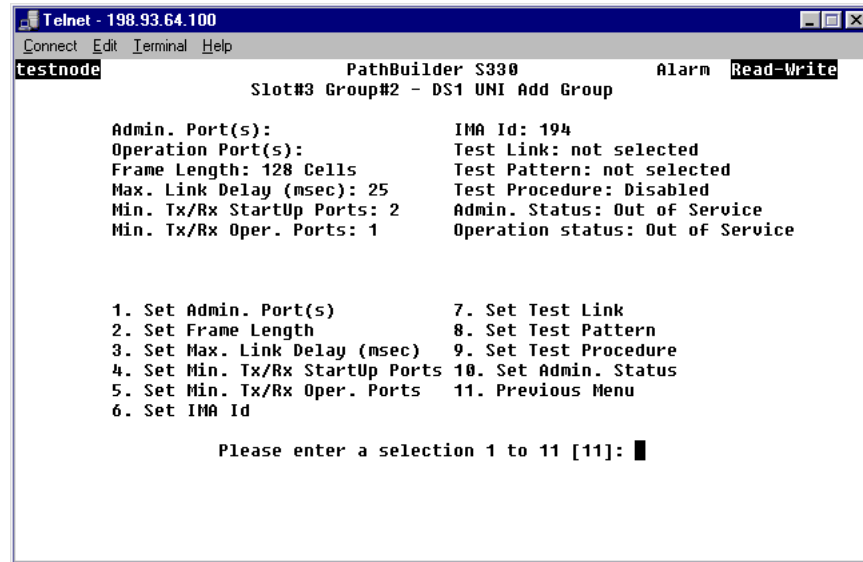 Telnet - 198.93.64.100
Connect Edit Terminal Help
testnode PathBuilder S330 Alarm Read-Write
Slot#3 Group#2 - DS1 UNI Add Group
Admin. Port(s): IMA Id: 194
Operation Port(s): Test Link: not selected
Frame Length: 128 Cells Test Pattern: not selected
Max. Link Delay (msec): 25 Test Procedure: Disabled
Min. Tx/Rx StartUp Ports: 2 Admin. Status: Out of Service
Min. Tx/Rx Oper. Ports: 1 Operation status: Out of Service
1. Set Admin. Port(s) 7. Set Test Link
2. Set Frame Length 8. Set Test Pattern
3. Set Max. Link Delay (msec) 9. Set Test Procedure
4. Set Min. Tx/Rx StartUp Ports 10. Set Admin. Status
5. Set Min. Tx/Rx Oper. Ports 11. Previous Menu
6. Set IMA Id
Please enter a selection 1 to 11 [11]: